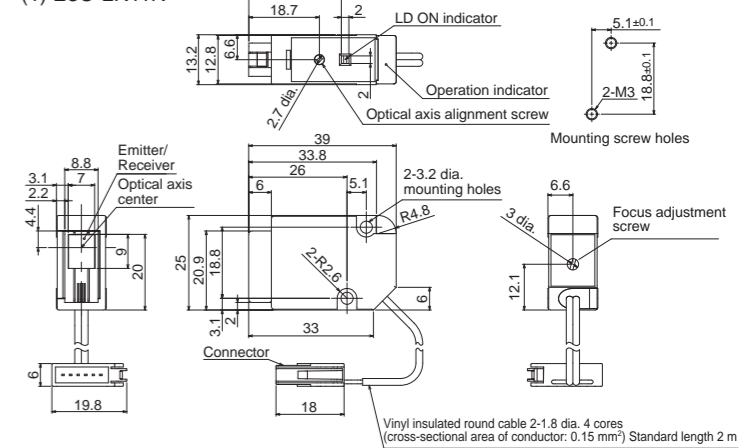 18.7
2
LD ON indicator
13.2
12.8
6.6
2
2.7 dia.
Operation indicator
Optical axis alignment screw
5.1±0.1
18.8±0.1
2-M3
Mounting screw holes
Emitter/
Receiver
Optical axis
center
8.8
7
3.1
2.2
4.4
9
20
6
19.8
39
33.8
26
6
5.1
2-3.2 dia.
mounting holes
R4.8
25
20.9
18.8
2-R2.6
3.1
2
6
33
Connector
18
6.6
3 dia.
Focus adjustment
screw
12.1
Vinyl insulated round cable 2-1.8 dia. 4 cores
(cross-sectional area of conductor: 0.15 mm²) Standard length 2 m